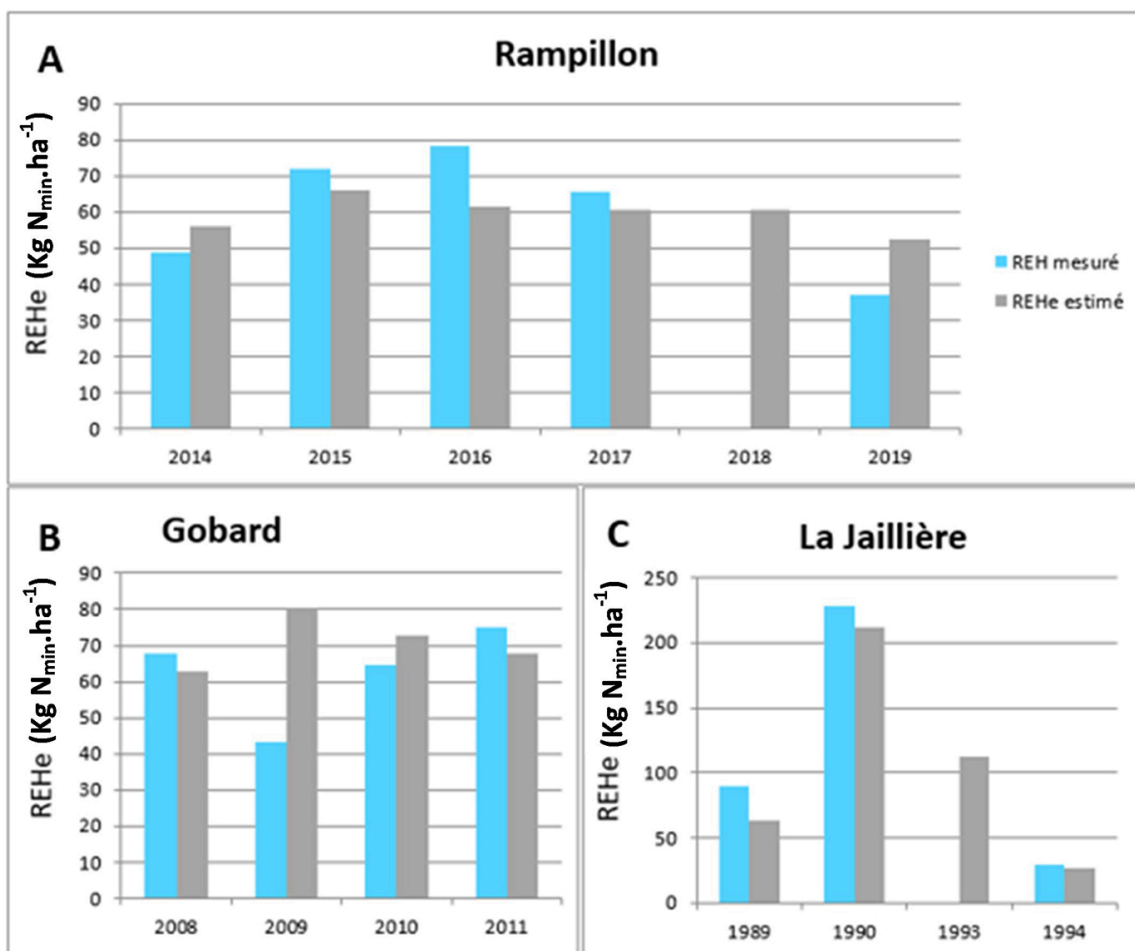 A
Rampillon
REHe (Kg N_min.ha^-1)
90
80
70
60
50
40
30
20
10
0
2014 2015 2016 2017 2018 2019
REH mesuré
REHe estimé
B
Gobard
REHe (Kg N_min.ha^-1)
90
80
70
60
50
40
30
20
10
0
2008 2009 2010 2011
C
La Jaillière
REHe (Kg N_min.ha^-1)
250
200
150
100
50
0
1989 1990 1993 1994